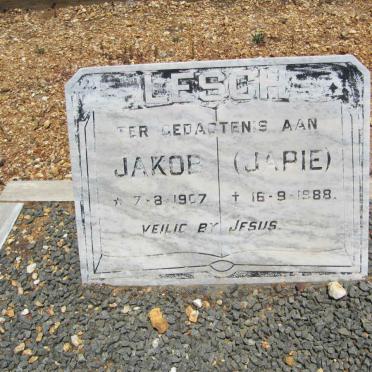 LESCH
TER GEDAGTENIS AAN
JAKOB (JAPIE)
* 7-8-1907 † 16-9-1988.
VEILIG BY JESUS.